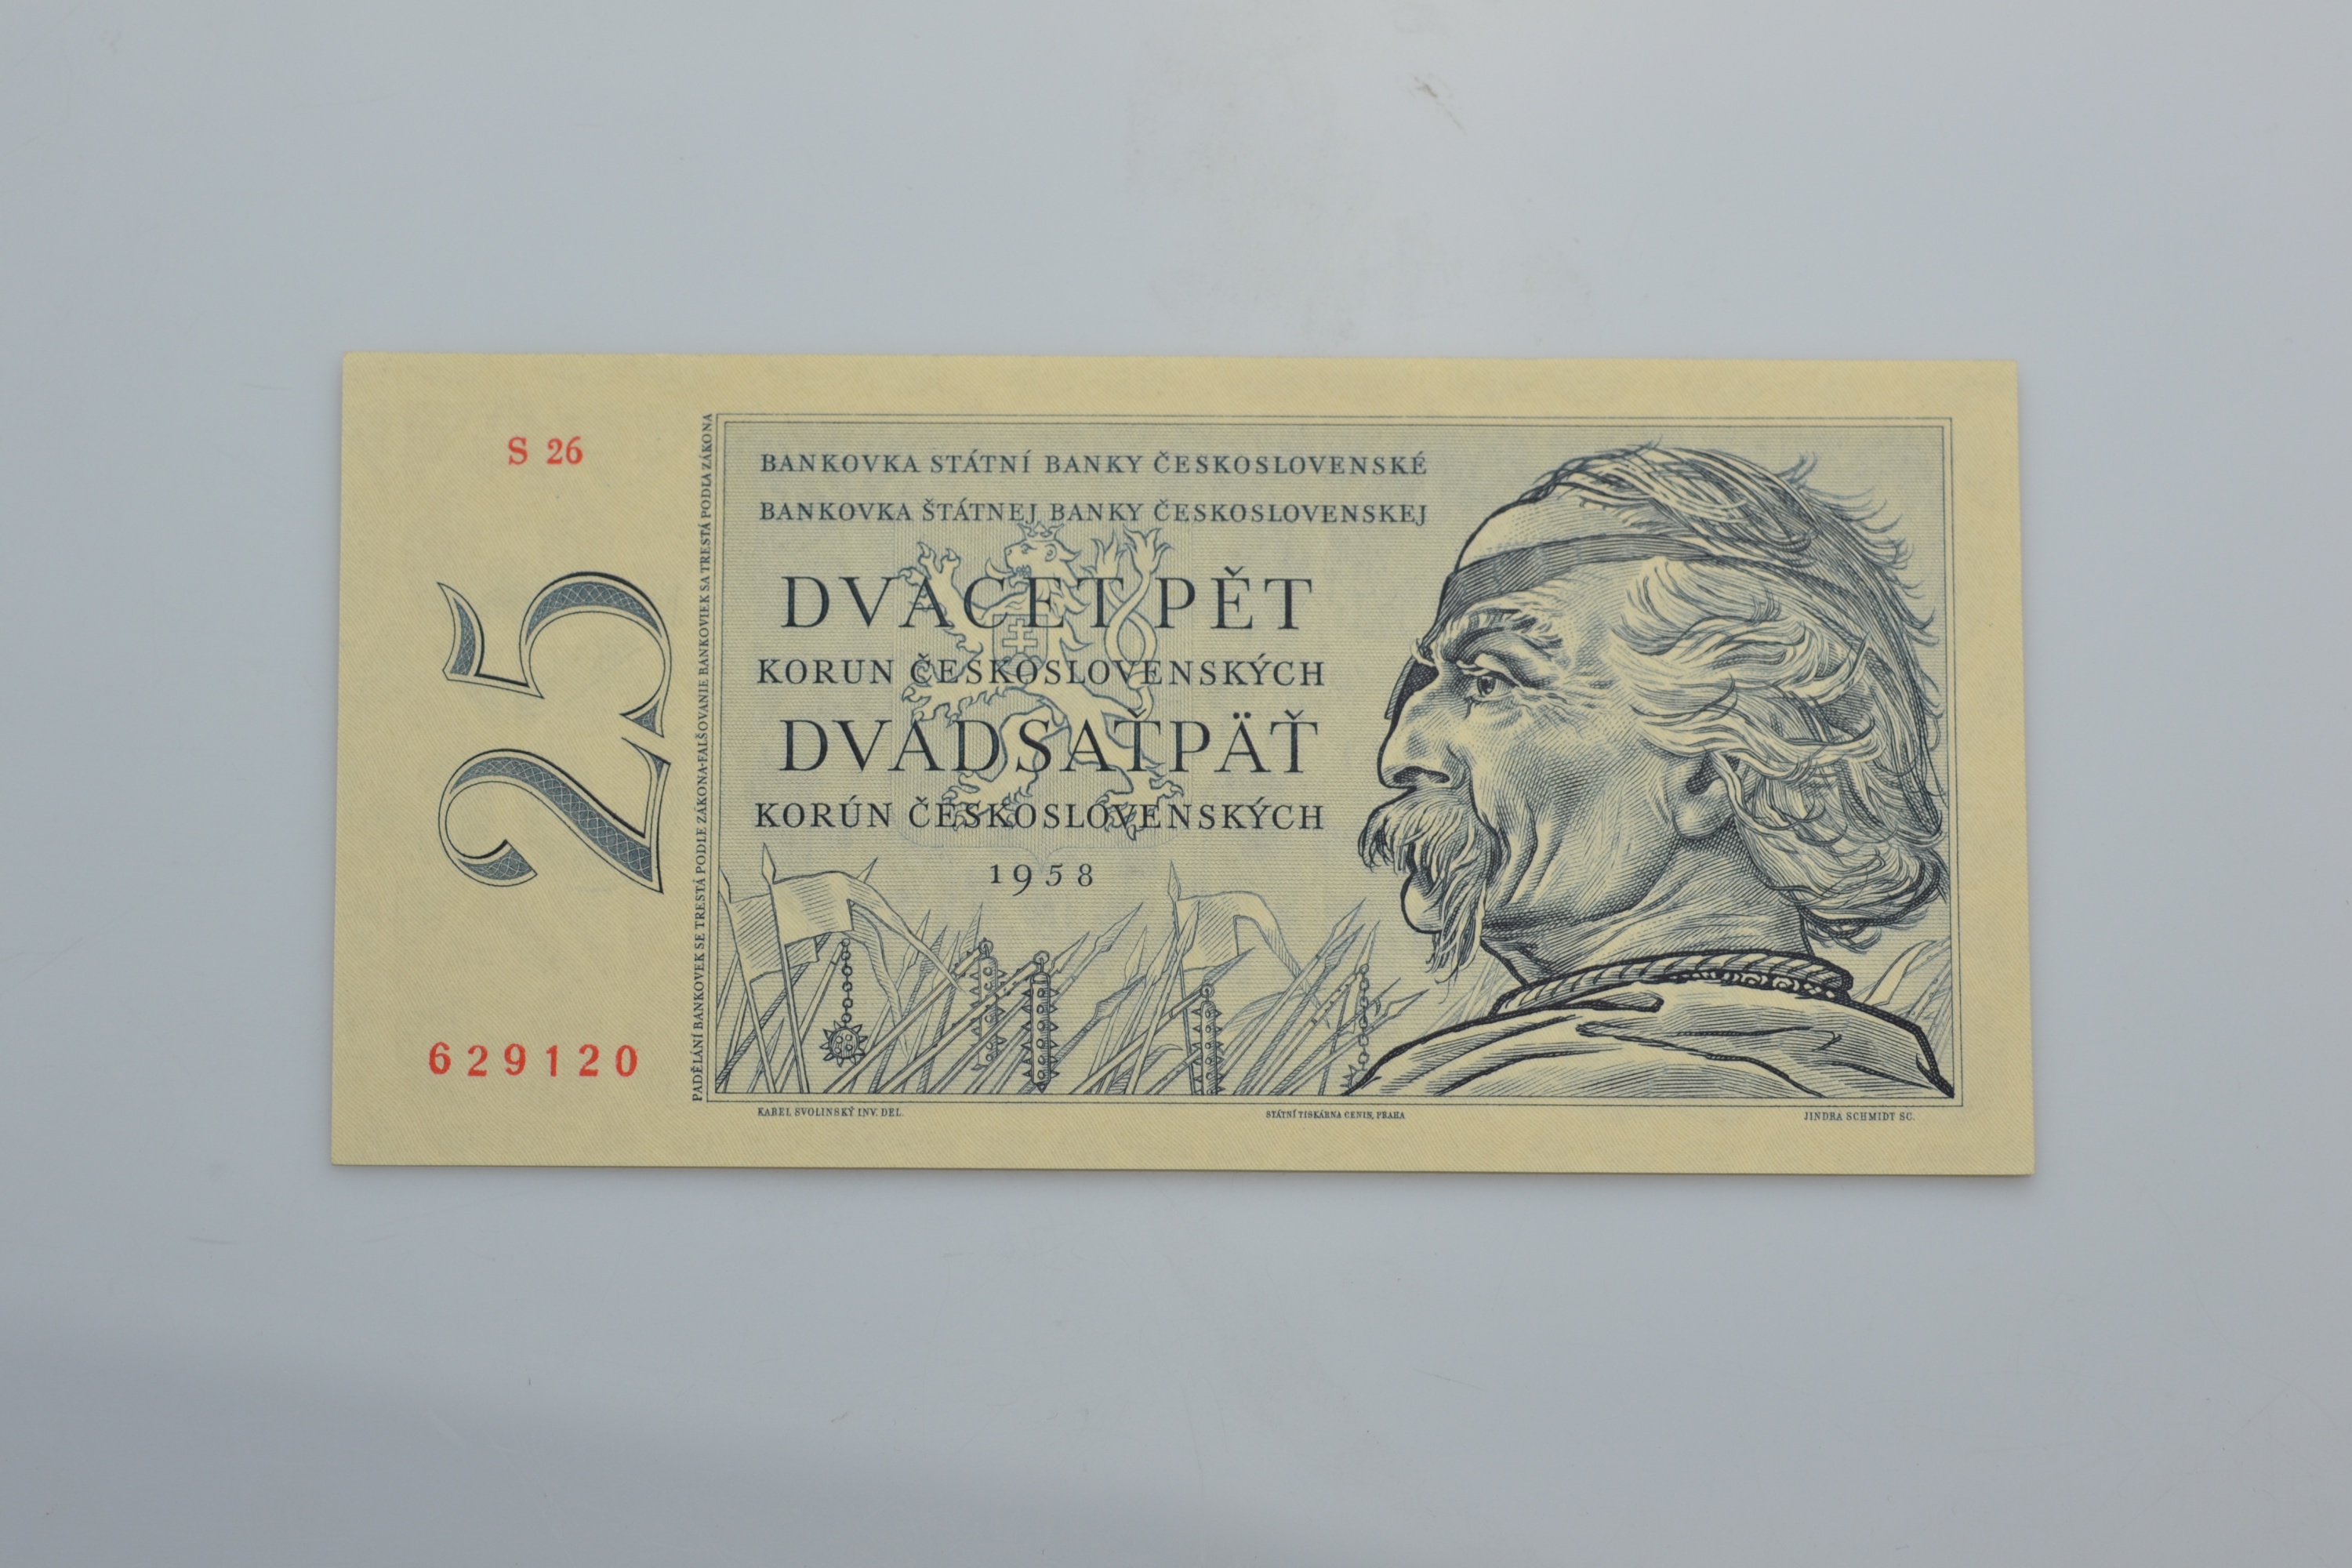 S 26
25
629120
PADĚLÁNÍ BANKOVEK SE TRESTÁ PODLE ZÁKONA-FALŠOVANIE BANKOVIEK SA TRESTÁ PODĽA ZÁKONA
BANKOVKA STÁTNÍ BANKY ČESKOSLOVENSKÉ
BANKOVKA ŠTÁTNEJ BANKY ČESKOSLOVENSKEJ
DVACET PĚT
KORUN ČESKOSLOVENSKÝCH
DVADSAŤPÄŤ
KORÚN ČESKOSLOVENSKÝCH
1958
KAREL SVOLINSKÝ INV. DEL.
STÁTNÍ TISKÁRNA CENIN, PRAHA
JINDRA SCHMIDT SC.